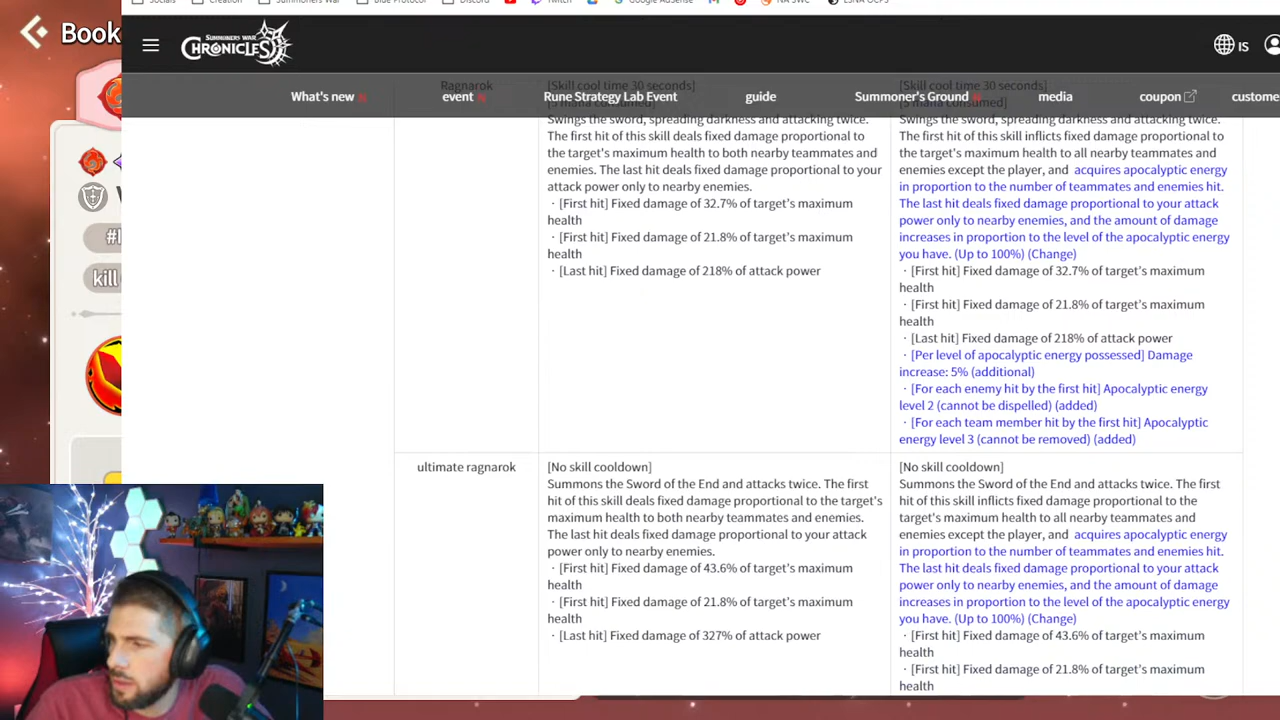 Socials Creation Summoners War Blue Protocol Discord Twitch Google AdSense NA SWC LSNA OCPS
Book
SUMMONERS WAR
CHRONICLES
IS
What's new event Rune Strategy Lab Event guide Summoner's Ground media coupon custome
Ragnarok
[Skill cool time 30 seconds]
[3 mana consumed]
Swings the sword, spreading darkness and attacking twice.
The first hit of this skill deals fixed damage proportional to
the target's maximum health to both nearby teammates and
enemies. The last hit deals fixed damage proportional to your
attack power only to nearby enemies.
· [First hit] Fixed damage of 32.7% of target's maximum
health
· [First hit] Fixed damage of 21.8% of target's maximum
health
· [Last hit] Fixed damage of 218% of attack power
[Skill cool time 30 seconds]
[3 mana consumed]
Swings the sword, spreading darkness and attacking twice.
The first hit of this skill inflicts fixed damage proportional to
the target's maximum health to all nearby teammates and
enemies except the player, and acquires apocalyptic energy
in proportion to the number of teammates and enemies hit.
The last hit deals fixed damage proportional to your attack
power only to nearby enemies, and the amount of damage
increases in proportion to the level of the apocalyptic energy
you have. (Up to 100%) (Change)
· [First hit] Fixed damage of 32.7% of target's maximum
health
· [First hit] Fixed damage of 21.8% of target's maximum
health
· [Last hit] Fixed damage of 218% of attack power
· [Per level of apocalyptic energy possessed] Damage
increase: 5% (additional)
· [For each enemy hit by the first hit] Apocalyptic energy
level 2 (cannot be dispelled) (added)
· [For each team member hit by the first hit] Apocalyptic
energy level 3 (cannot be removed) (added)
kill
ultimate ragnarok
[No skill cooldown]
Summons the Sword of the End and attacks twice. The first
hit of this skill deals fixed damage proportional to the target's
maximum health to both nearby teammates and enemies.
The last hit deals fixed damage proportional to your attack
power only to nearby enemies.
· [First hit] Fixed damage of 43.6% of target's maximum
health
· [First hit] Fixed damage of 21.8% of target's maximum
health
· [Last hit] Fixed damage of 327% of attack power
[No skill cooldown]
Summons the Sword of the End and attacks twice. The first
hit of this skill inflicts fixed damage proportional to the
target's maximum health to all nearby teammates and
enemies except the player, and acquires apocalyptic energy
in proportion to the number of teammates and enemies hit.
The last hit deals fixed damage proportional to your attack
power only to nearby enemies, and the amount of damage
increases in proportion to the level of the apocalyptic energy
you have. (Up to 100%) (Change)
· [First hit] Fixed damage of 43.6% of target's maximum
health
· [First hit] Fixed damage of 21.8% of target's maximum
health